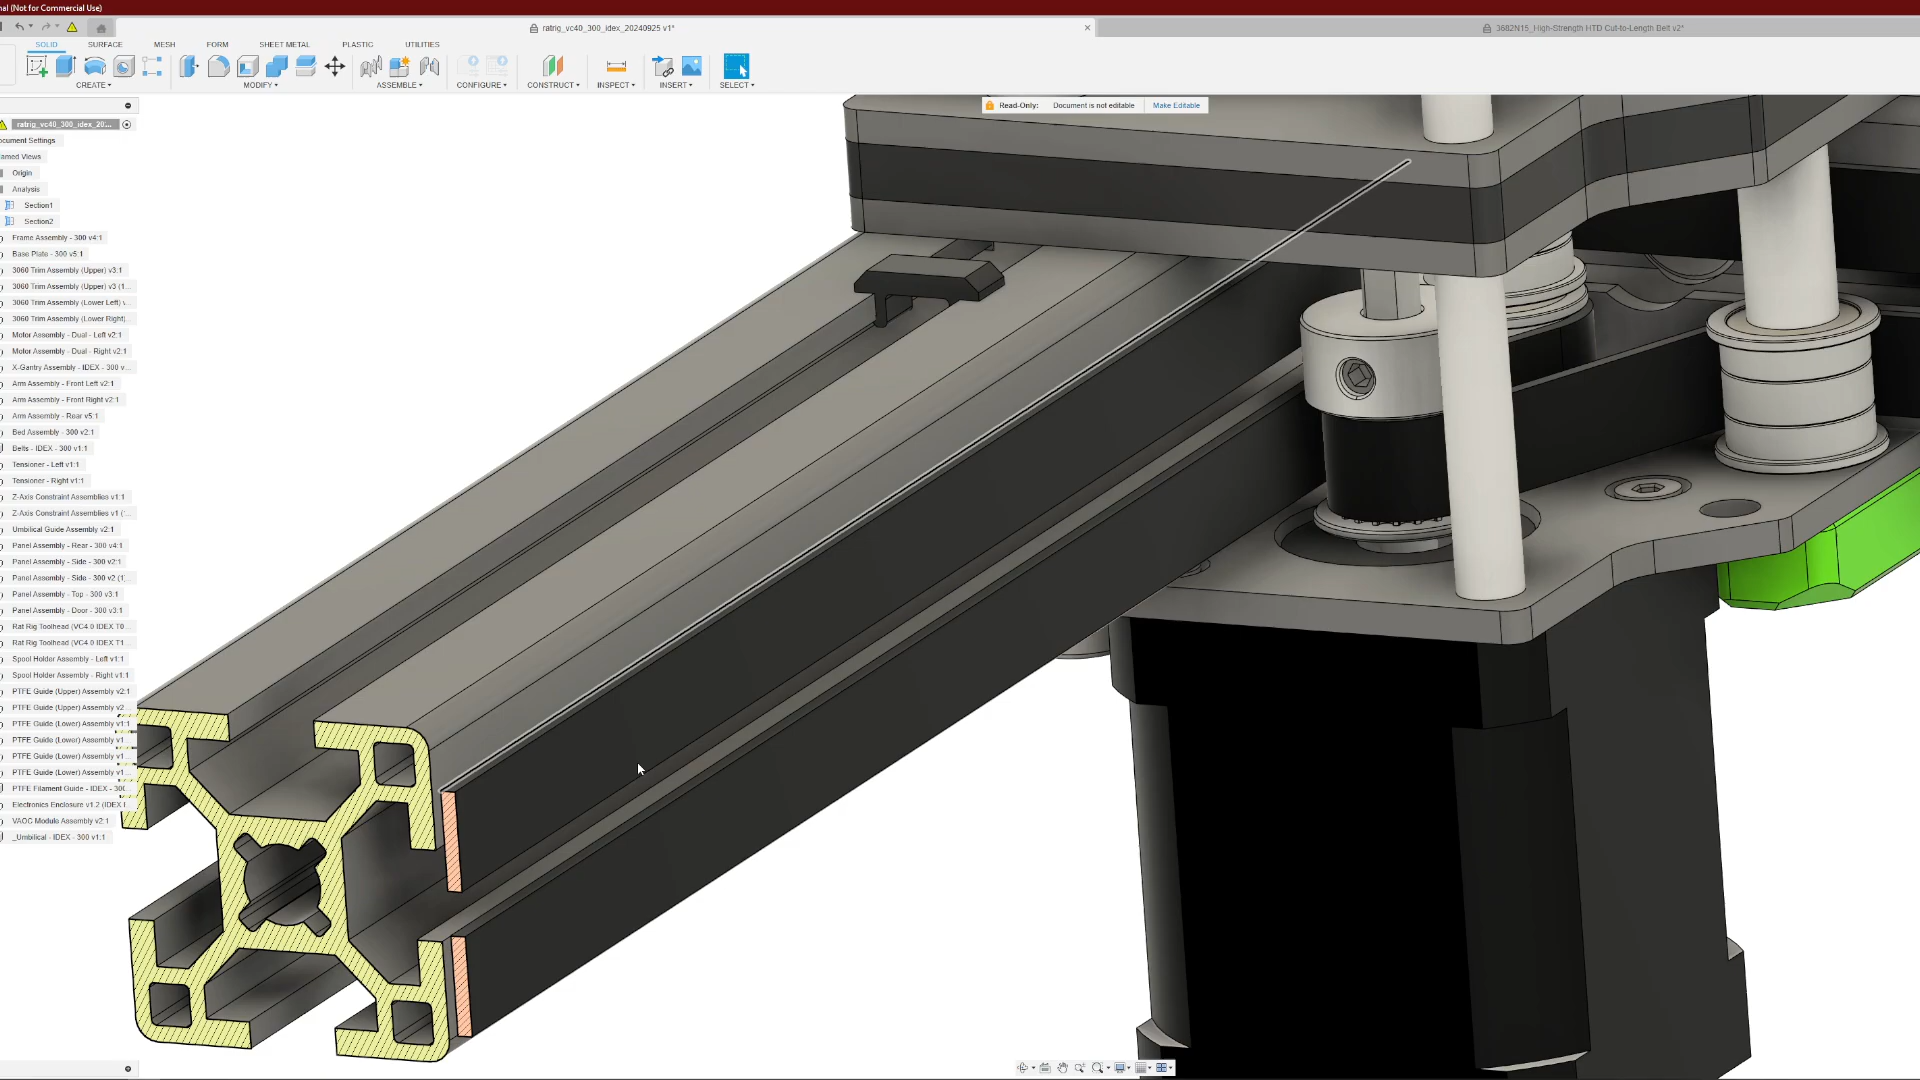 nal (Not for Commercial Use)
ratrig_vc40_300_idex_20240925 v1*
3682N15_High-Strength HTD Cut-to-Length Belt v2*
SOLID
SURFACE
MESH
FORM
SHEET METAL
PLASTIC
UTILITIES
CREATE
MODIFY
ASSEMBLE
CONFIGURE
CONSTRUCT
INSPECT
INSERT
SELECT
Read-Only: Document is not editable Make Editable
ratrig_vc40_300_idex_20...
ocument Settings
amed Views
Origin
Analysis
Section1
Section2
Frame Assembly - 300 v4:1
Base Plate - 300 v5:1
3060 Trim Assembly (Upper) v3:1
3060 Trim Assembly (Upper) v3 (1...
3060 Trim Assembly (Lower Left) v...
3060 Trim Assembly (Lower Right)...
Motor Assembly - Dual - Left v2:1
Motor Assembly - Dual - Right v2:1
X-Gantry Assembly - IDEX - 300 v...
Arm Assembly - Front Left v2:1
Arm Assembly - Front Right v2:1
Arm Assembly - Rear v5:1
Bed Assembly - 300 v2:1
Belts - IDEX - 300 v1:1
Tensioner - Left v1:1
Tensioner - Right v1:1
Z-Axis Constraint Assemblies v1:1
Z-Axis Constraint Assemblies v1 (...
Umbilical Guide Assembly v2:1
Panel Assembly - Rear - 300 v4:1
Panel Assembly - Side - 300 v2:1
Panel Assembly - Side - 300 v2 (1)...
Panel Assembly - Top - 300 v3:1
Panel Assembly - Door - 300 v3:1
Rat Rig Toolhead (VC4.0 IDEX T0...
Rat Rig Toolhead (VC4.0 IDEX T1...
Spool Holder Assembly - Left v1:1
Spool Holder Assembly - Right v1:1
PTFE Guide (Upper) Assembly v2:1
PTFE Guide (Upper) Assembly v2...
PTFE Guide (Lower) Assembly v1:1
PTFE Guide (Lower) Assembly v1...
PTFE Guide (Lower) Assembly v1...
PTFE Guide (Lower) Assembly v1...
PTFE Filament Guide - IDEX - 300...
Electronics Enclosure v1.2 (IDEX I...
VAOC Module Assembly v2:1
_Umbilical - IDEX - 300 v1:1